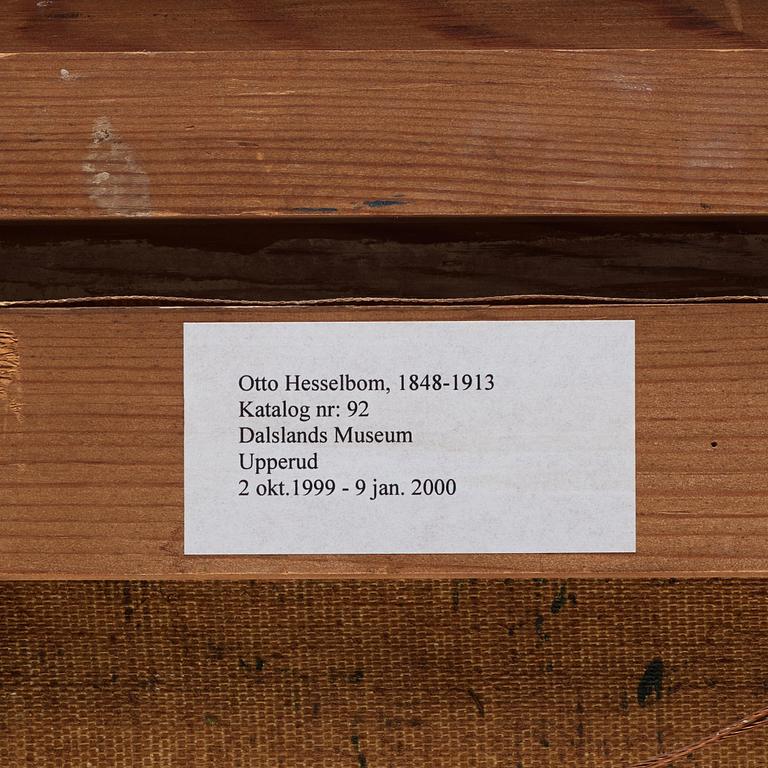 Otto Hesselbom, 1848-1913
Katalog nr: 92
Dalslands Museum
Upperud
2 okt.1999 - 9 jan. 2000